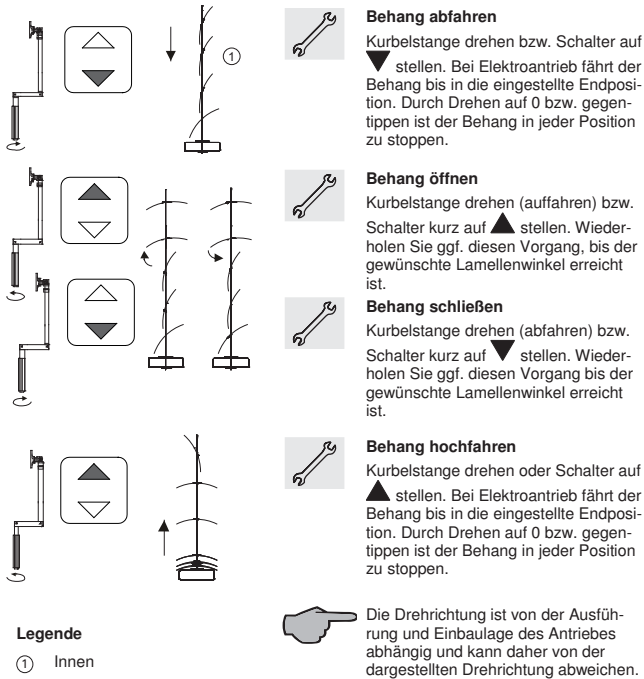 ①
Behang abfahren
Kurbelstange drehen bzw. Schalter auf
▼ stellen. Bei Elektroantrieb fährt der
Behang bis in die eingestellte Endposi-
tion. Durch Drehen auf 0 bzw. gegen-
tippen ist der Behang in jeder Position
zu stoppen.
Behang öffnen
Kurbelstange drehen (auffahren) bzw.
Schalter kurz auf ▲ stellen. Wieder-
holen Sie ggf. diesen Vorgang, bis der
gewünschte Lamellenwinkel erreicht
ist.
Behang schließen
Kurbelstange drehen (abfahren) bzw.
Schalter kurz auf ▼ stellen. Wieder-
holen Sie ggf. diesen Vorgang bis der
gewünschte Lamellenwinkel erreicht
ist.
Behang hochfahren
Kurbelstange drehen oder Schalter auf
▲ stellen. Bei Elektroantrieb fährt der
Behang bis in die eingestellte Endposi-
tion. Durch Drehen auf 0 bzw. gegen-
tippen ist der Behang in jeder Position
zu stoppen.
Legende
① Innen
Die Drehrichtung ist von der Ausfüh-
rung und Einbaulage des Antriebes
abhängig und kann daher von der
dargestellten Drehrichtung abweichen.